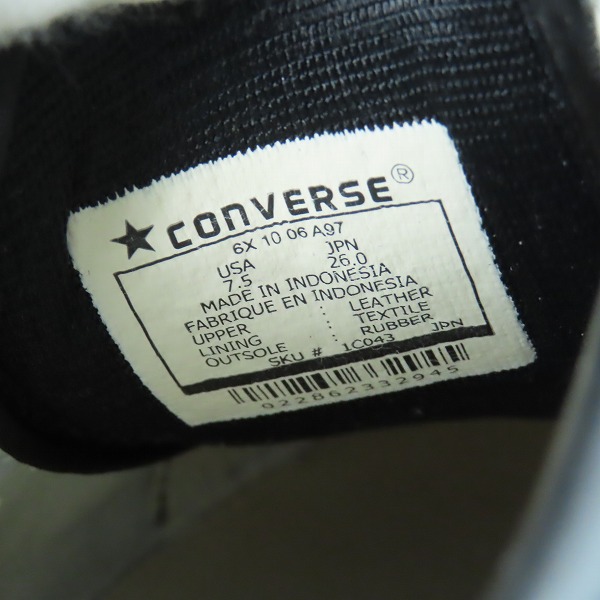 ★ CONVERSE®
6X 10 06 A97
USA JPN
7.5 26.0
MADE IN INDONESIA
FABRIQUE EN INDONESIA
UPPER : LEATHER
LINING : TEXTILE
OUTSOLE : RUBBER
SKU # 1C043 JPN
022862332945